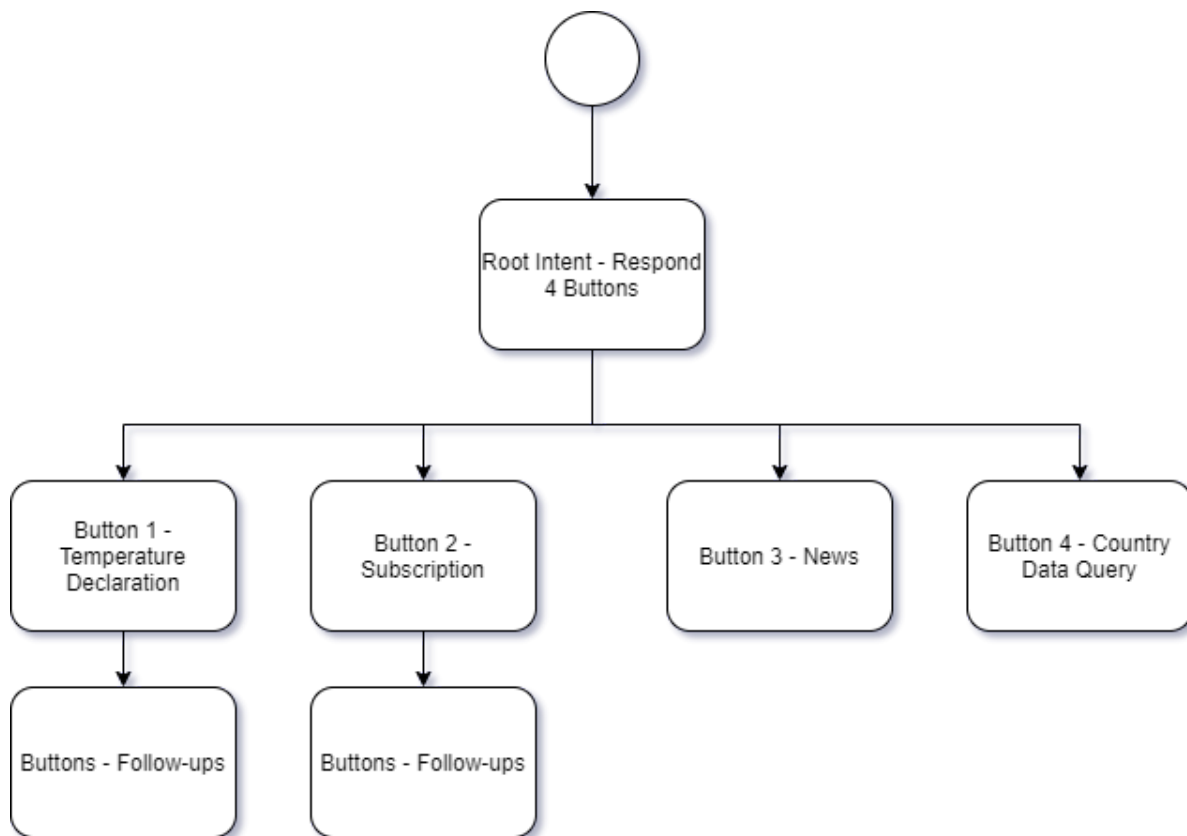 Root Intent - Respond
4 Buttons
Button 1 -
Temperature
Declaration
Button 2 -
Subscription
Button 3 - News
Button 4 - Country
Data Query
Buttons - Follow-ups
Buttons - Follow-ups